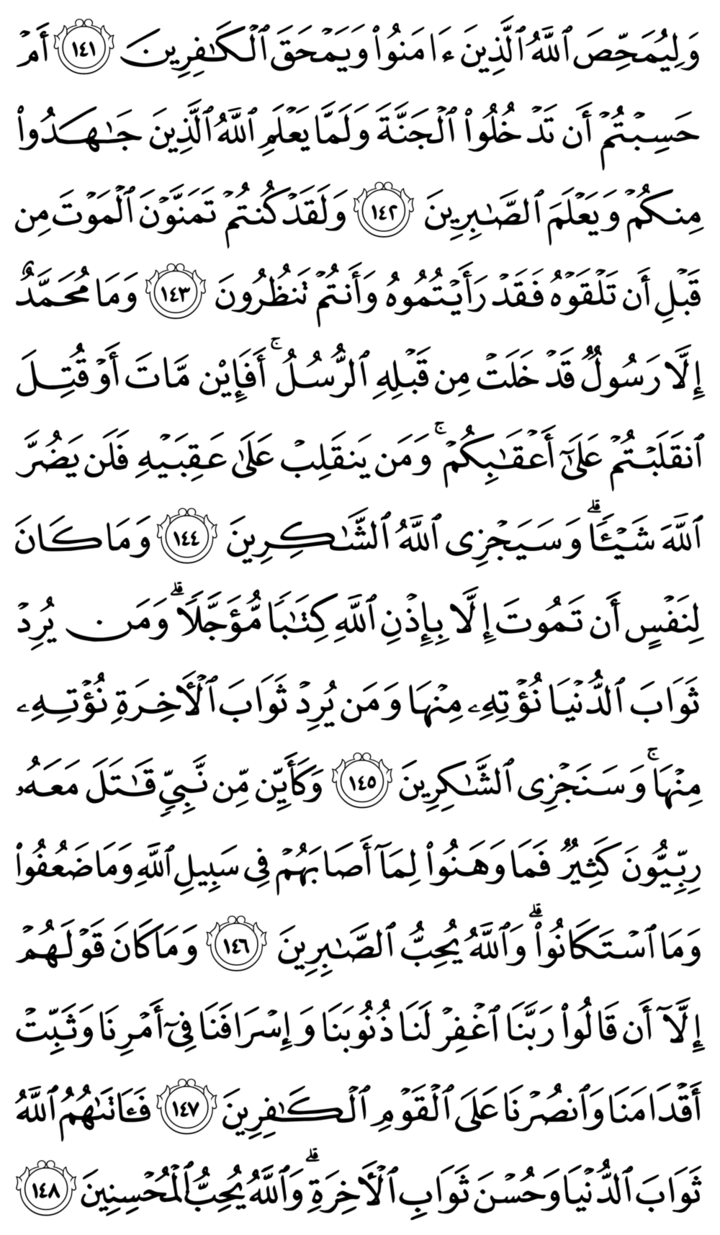 وَلِيُمَحِّصَ ٱللَّهُ ٱلَّذِينَ ءَامَنُوا۟ وَيَمْحَقَ ٱلْكَٰفِرِينَ ١٤١ أَمْ
حَسِبْتُمْ أَن تَدْخُلُوا۟ ٱلْجَنَّةَ وَلَمَّا يَعْلَمِ ٱللَّهُ ٱلَّذِينَ جَٰهَدُوا۟
مِنكُمْ وَيَعْلَمَ ٱلصَّٰبِرِينَ ١٤٢ وَلَقَدْ كُنتُمْ تَمَنَّوْنَ ٱلْمَوْتَ مِن
قَبْلِ أَن تَلْقَوْهُ فَقَدْ رَأَيْتُمُوهُ وَأَنتُمْ تَنظُرُونَ ١٤٣ وَمَا مُحَمَّدٌ
إِلَّا رَسُولٌ قَدْ خَلَتْ مِن قَبْلِهِ ٱلرُّسُلُ ۚ أَفَإِي۟ن مَّاتَ أَوْ قُتِلَ
ٱنقَلَبْتُمْ عَلَىٰٓ أَعْقَٰبِكُمْ ۚ وَمَن يَنقَلِبْ عَلَىٰ عَقِبَيْهِ فَلَن يَضُرَّ
ٱللَّهَ شَيْـًٔا ۗ وَسَيَجْزِى ٱللَّهُ ٱلشَّٰكِرِينَ ١٤٤ وَمَا كَانَ
لِنَفْسٍ أَن تَمُوتَ إِلَّا بِإِذْنِ ٱللَّهِ كِتَٰبًا مُّؤَجَّلًا ۗ وَمَن يُرِدْ
ثَوَابَ ٱلدُّنْيَا نُؤْتِهِۦ مِنْهَا وَمَن يُرِدْ ثَوَابَ ٱلْءَاخِرَةِ نُؤْتِهِۦ
مِنْهَا ۚ وَسَنَجْزِى ٱلشَّٰكِرِينَ ١٤٥ وَكَأَيِّن مِّن نَّبِىٍّ قَٰتَلَ مَعَهُۥ
رِبِّيُّونَ كَثِيرٌ فَمَا وَهَنُوا۟ لِمَآ أَصَابَهُمْ فِى سَبِيلِ ٱللَّهِ وَمَا ضَعُفُوا۟
وَمَا ٱسْتَكَانُوا۟ ۗ وَٱللَّهُ يُحِبُّ ٱلصَّٰبِرِينَ ١٤٦ وَمَا كَانَ قَوْلَهُمْ
إِلَّآ أَن قَالُوا۟ رَبَّنَا ٱغْفِرْ لَنَا ذُنُوبَنَا وَإِسْرَافَنَا فِىٓ أَمْرِنَا وَثَبِّتْ
أَقْدَامَنَا وَٱنصُرْنَا عَلَى ٱلْقَوْمِ ٱلْكَٰفِرِينَ ١٤٧ فَـَٔاتَىٰهُمُ ٱللَّهُ
ثَوَابَ ٱلدُّنْيَا وَحُسْنَ ثَوَابِ ٱلْءَاخِرَةِ ۗ وَٱللَّهُ يُحِبُّ ٱلْمُحْسِنِينَ ١٤٨